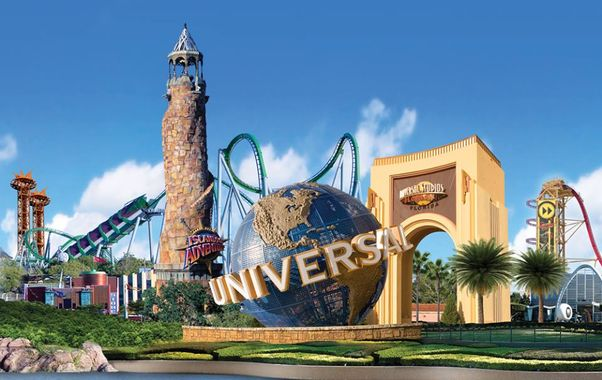 UNIVERSAL STUDIOS
FLORIDA
ISLANDS OF
ADVENTURE
UNIVERSAL